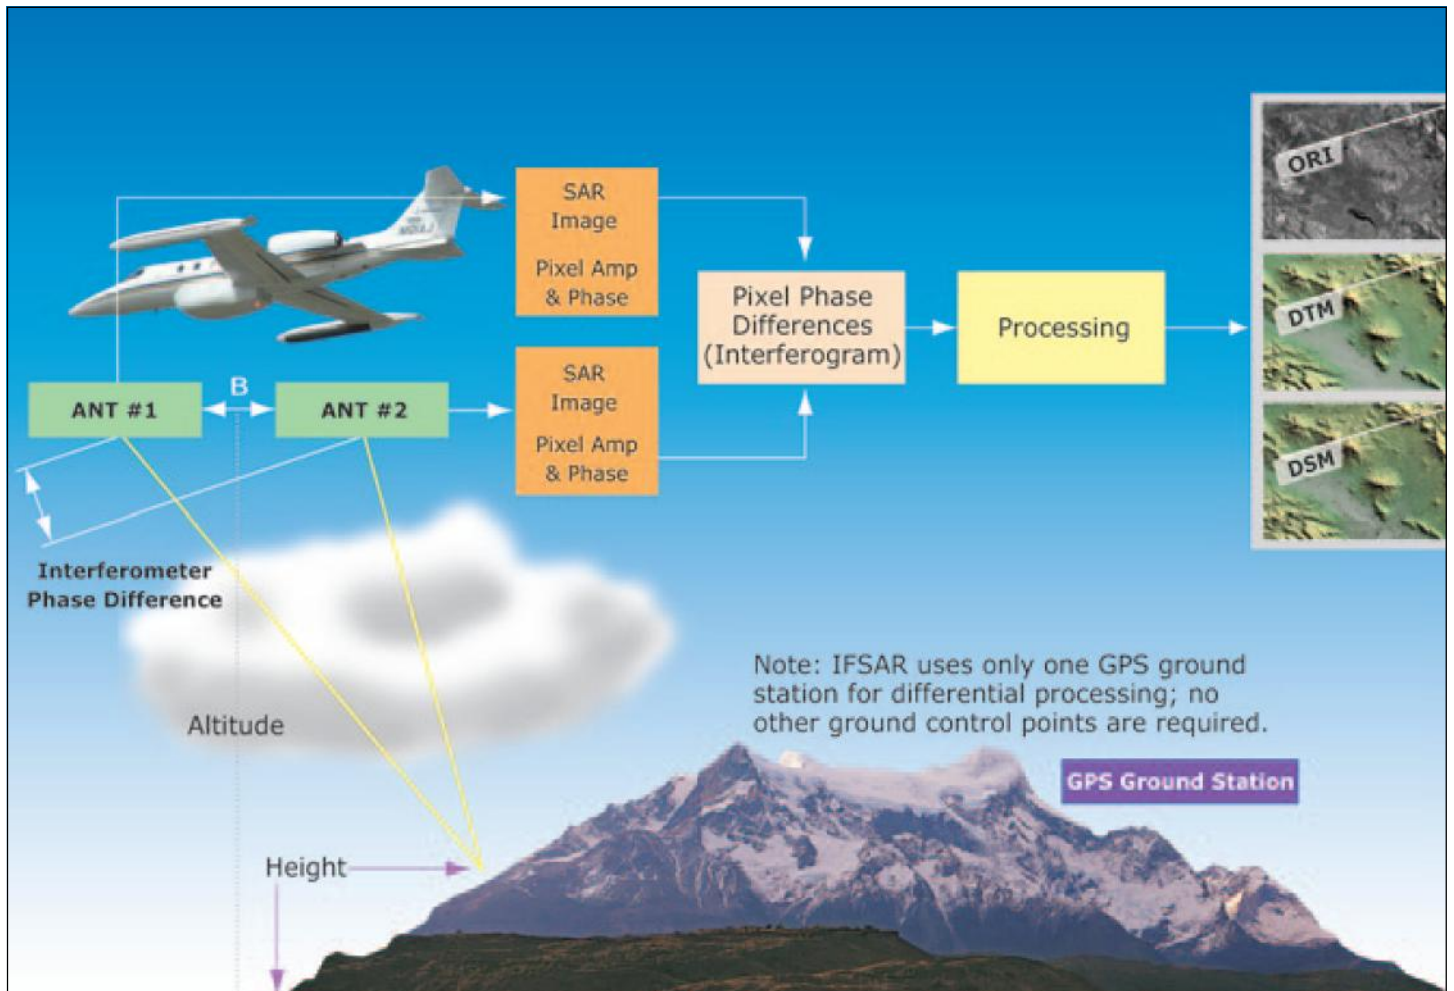 ORI
SAR
Image
Pixel Amp
& Phase
Pixel Phase
Differences
(Interferogram)
Processing
DTM
B
ANT #1
ANT #2
SAR
Image
Pixel Amp
& Phase
DSM
Interferometer
Phase Difference
Note: IFSAR uses only one GPS ground
station for differential processing; no
other ground control points are required.
Altitude
GPS Ground Station
Height